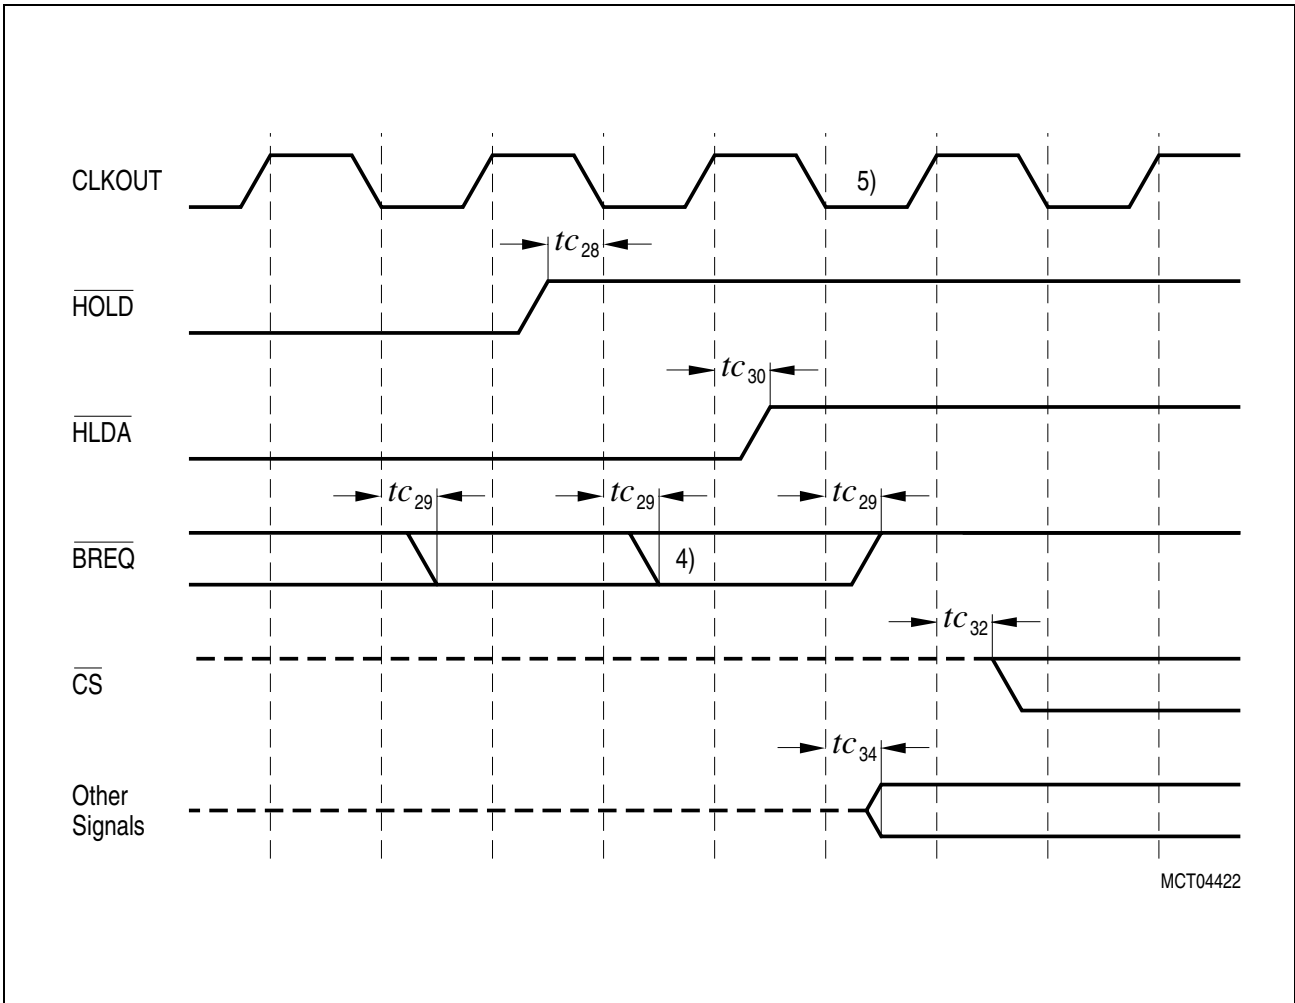 CLKOUT
5)
tc28
HOLD
tc30
HLDA
tc29 tc29 tc29
BREQ
4)
tc32
CS
tc34
Other
Signals
MCT04422